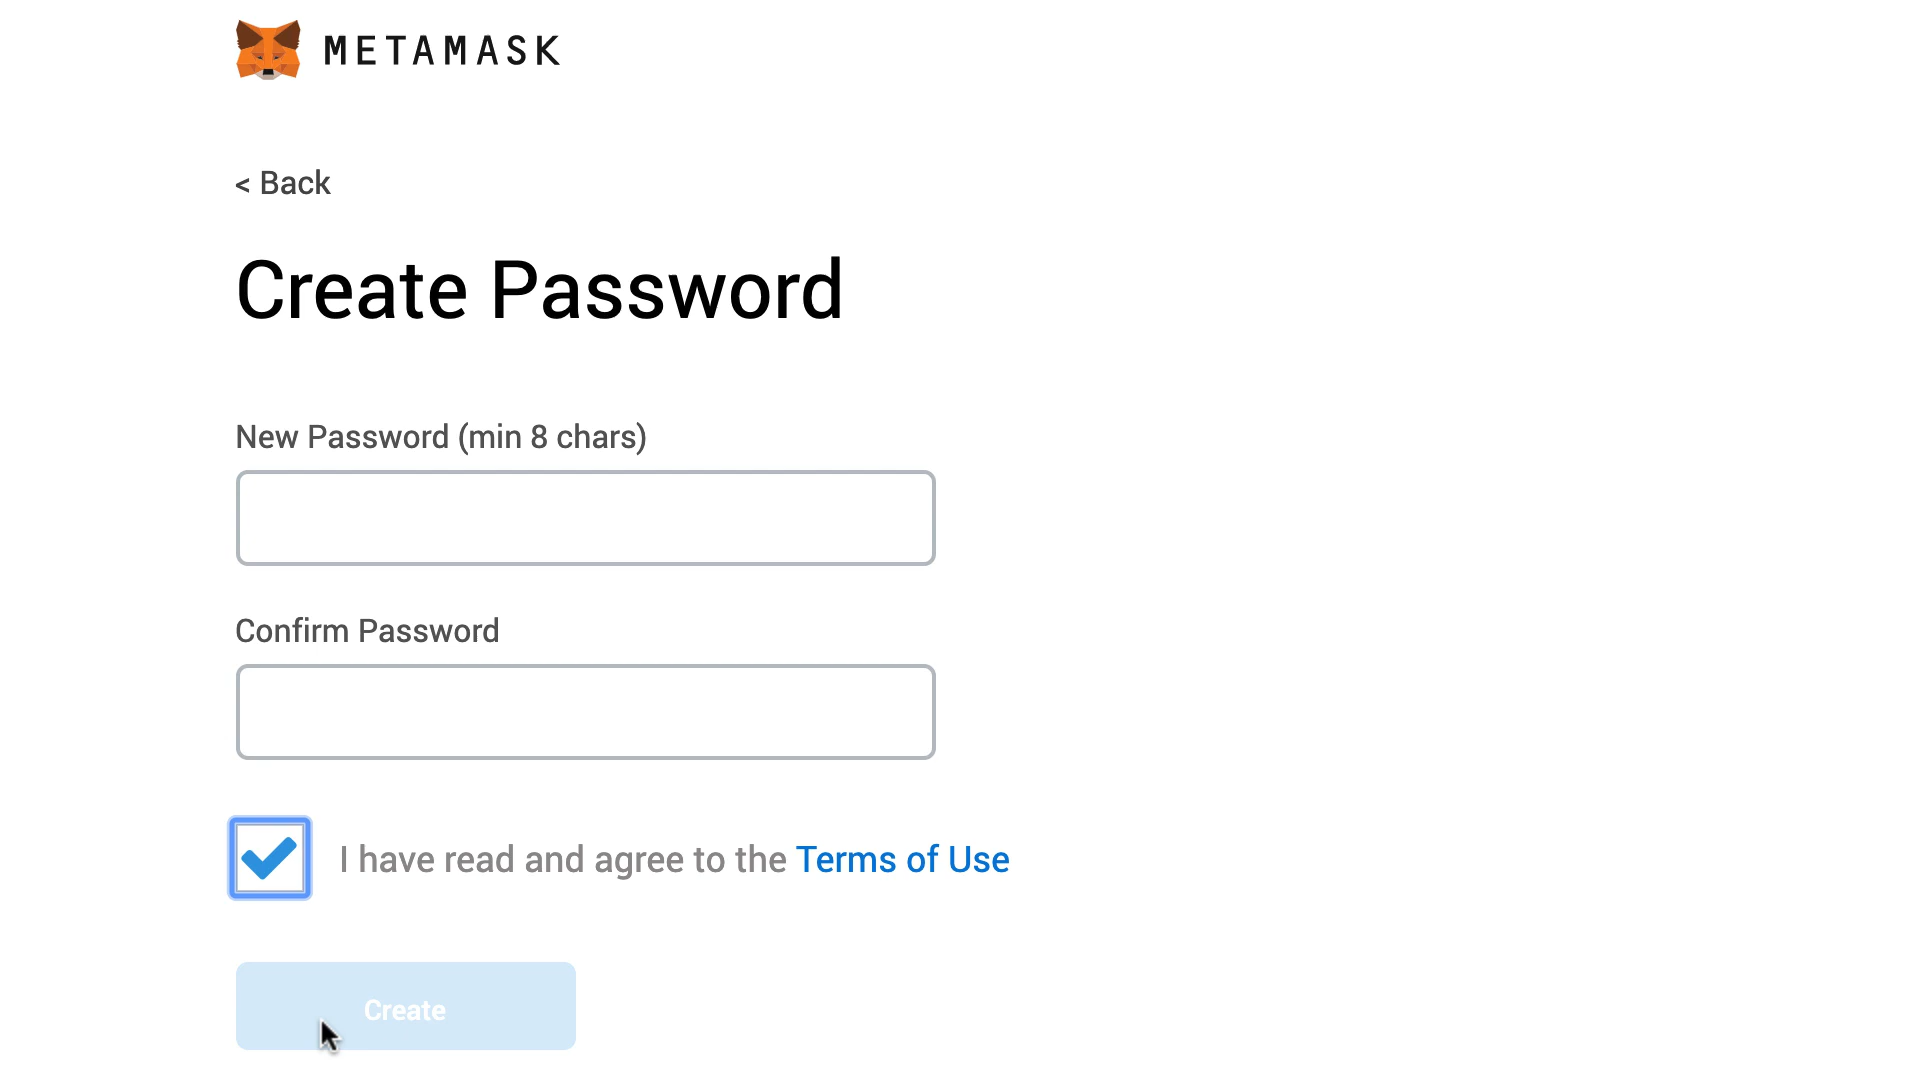 METAMASK
< Back
Create Password
New Password (min 8 chars)
Confirm Password
I have read and agree to the Terms of Use
Create